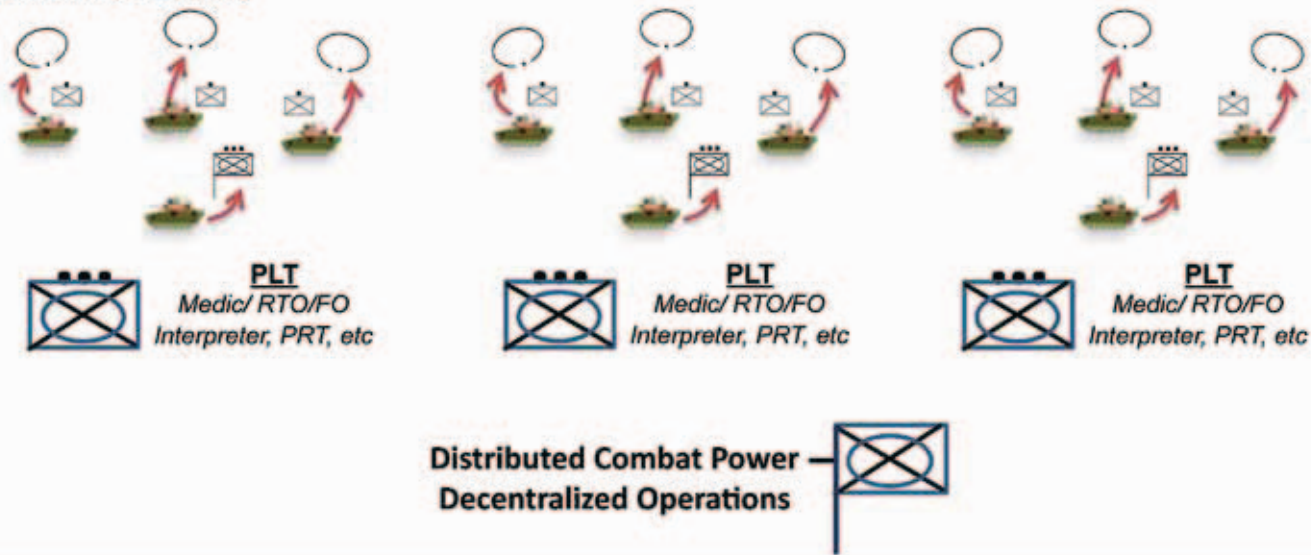 PLT
Medic/ RTO/FO
Interpreter, PRT, etc
PLT
Medic/ RTO/FO
Interpreter, PRT, etc
PLT
Medic/ RTO/FO
Interpreter, PRT, etc
Distributed Combat Power
Decentralized Operations